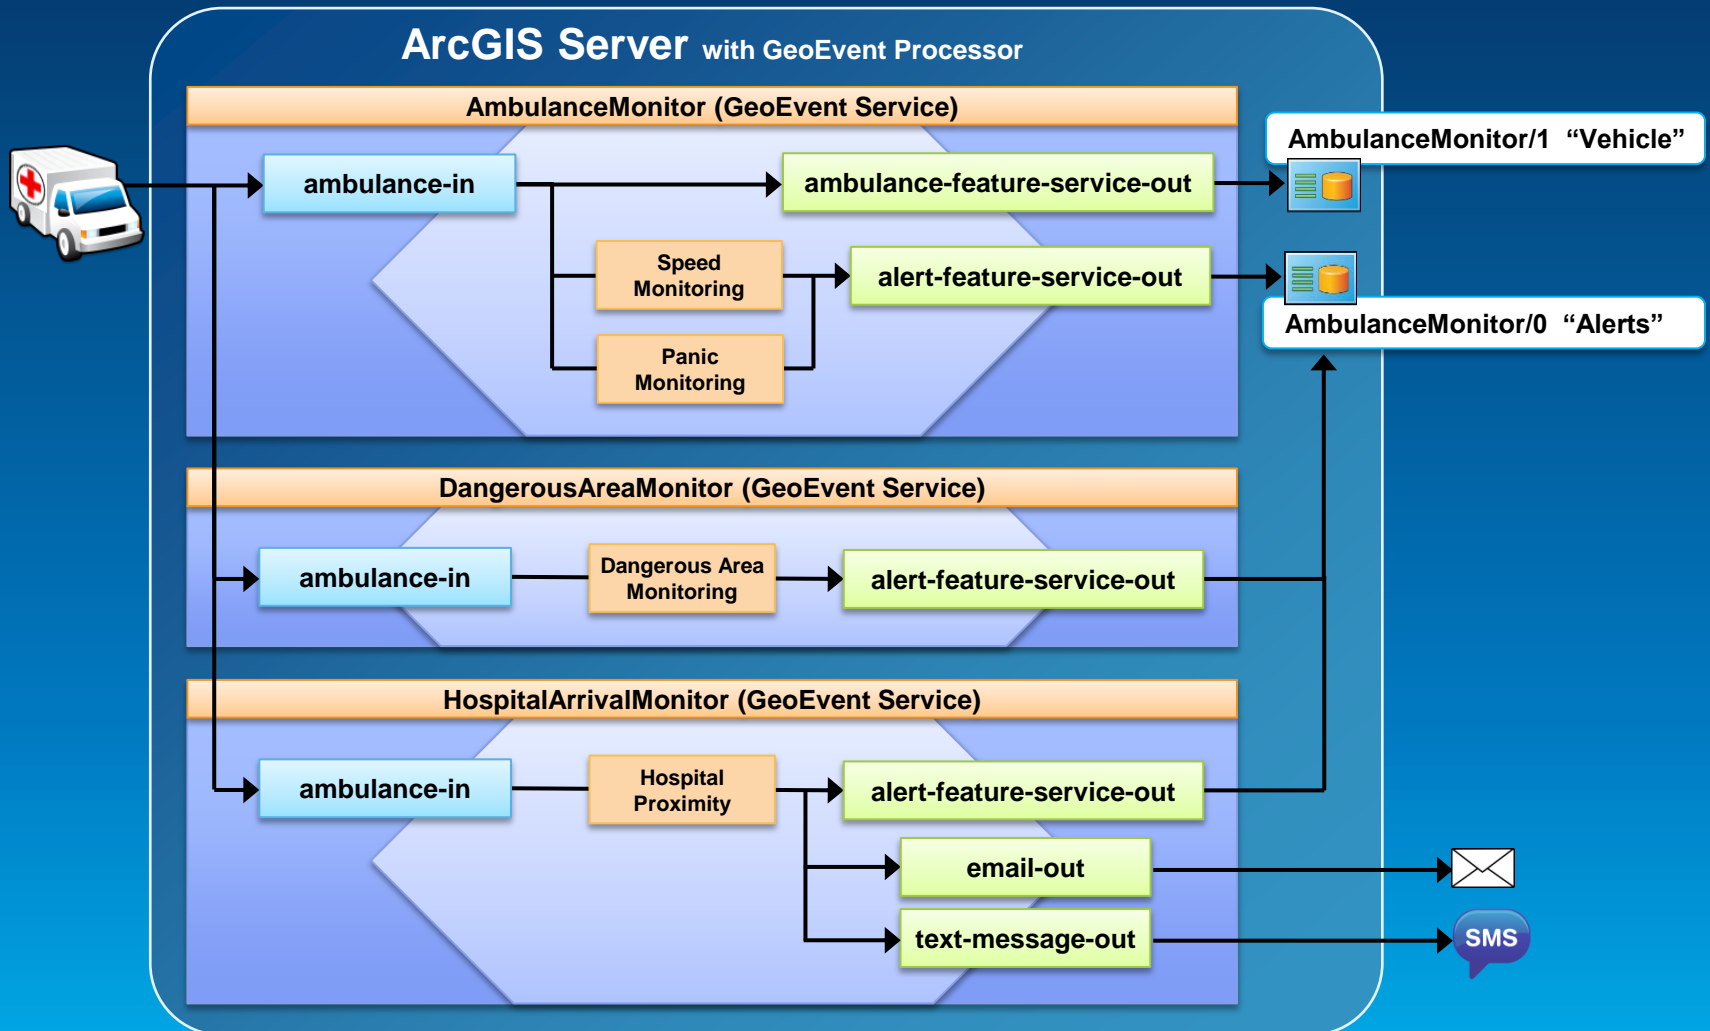 ArcGIS Server with GeoEvent Processor
AmbulanceMonitor (GeoEvent Service)
AmbulanceMonitor/1 “Vehicle”
ambulance-in
ambulance-feature-service-out
Speed
Monitoring
alert-feature-service-out
AmbulanceMonitor/0 “Alerts”
Panic
Monitoring
DangerousAreaMonitor (GeoEvent Service)
ambulance-in
Dangerous Area
Monitoring
alert-feature-service-out
HospitalArrivalMonitor (GeoEvent Service)
ambulance-in
Hospital
Proximity
alert-feature-service-out
email-out
text-message-out
SMS